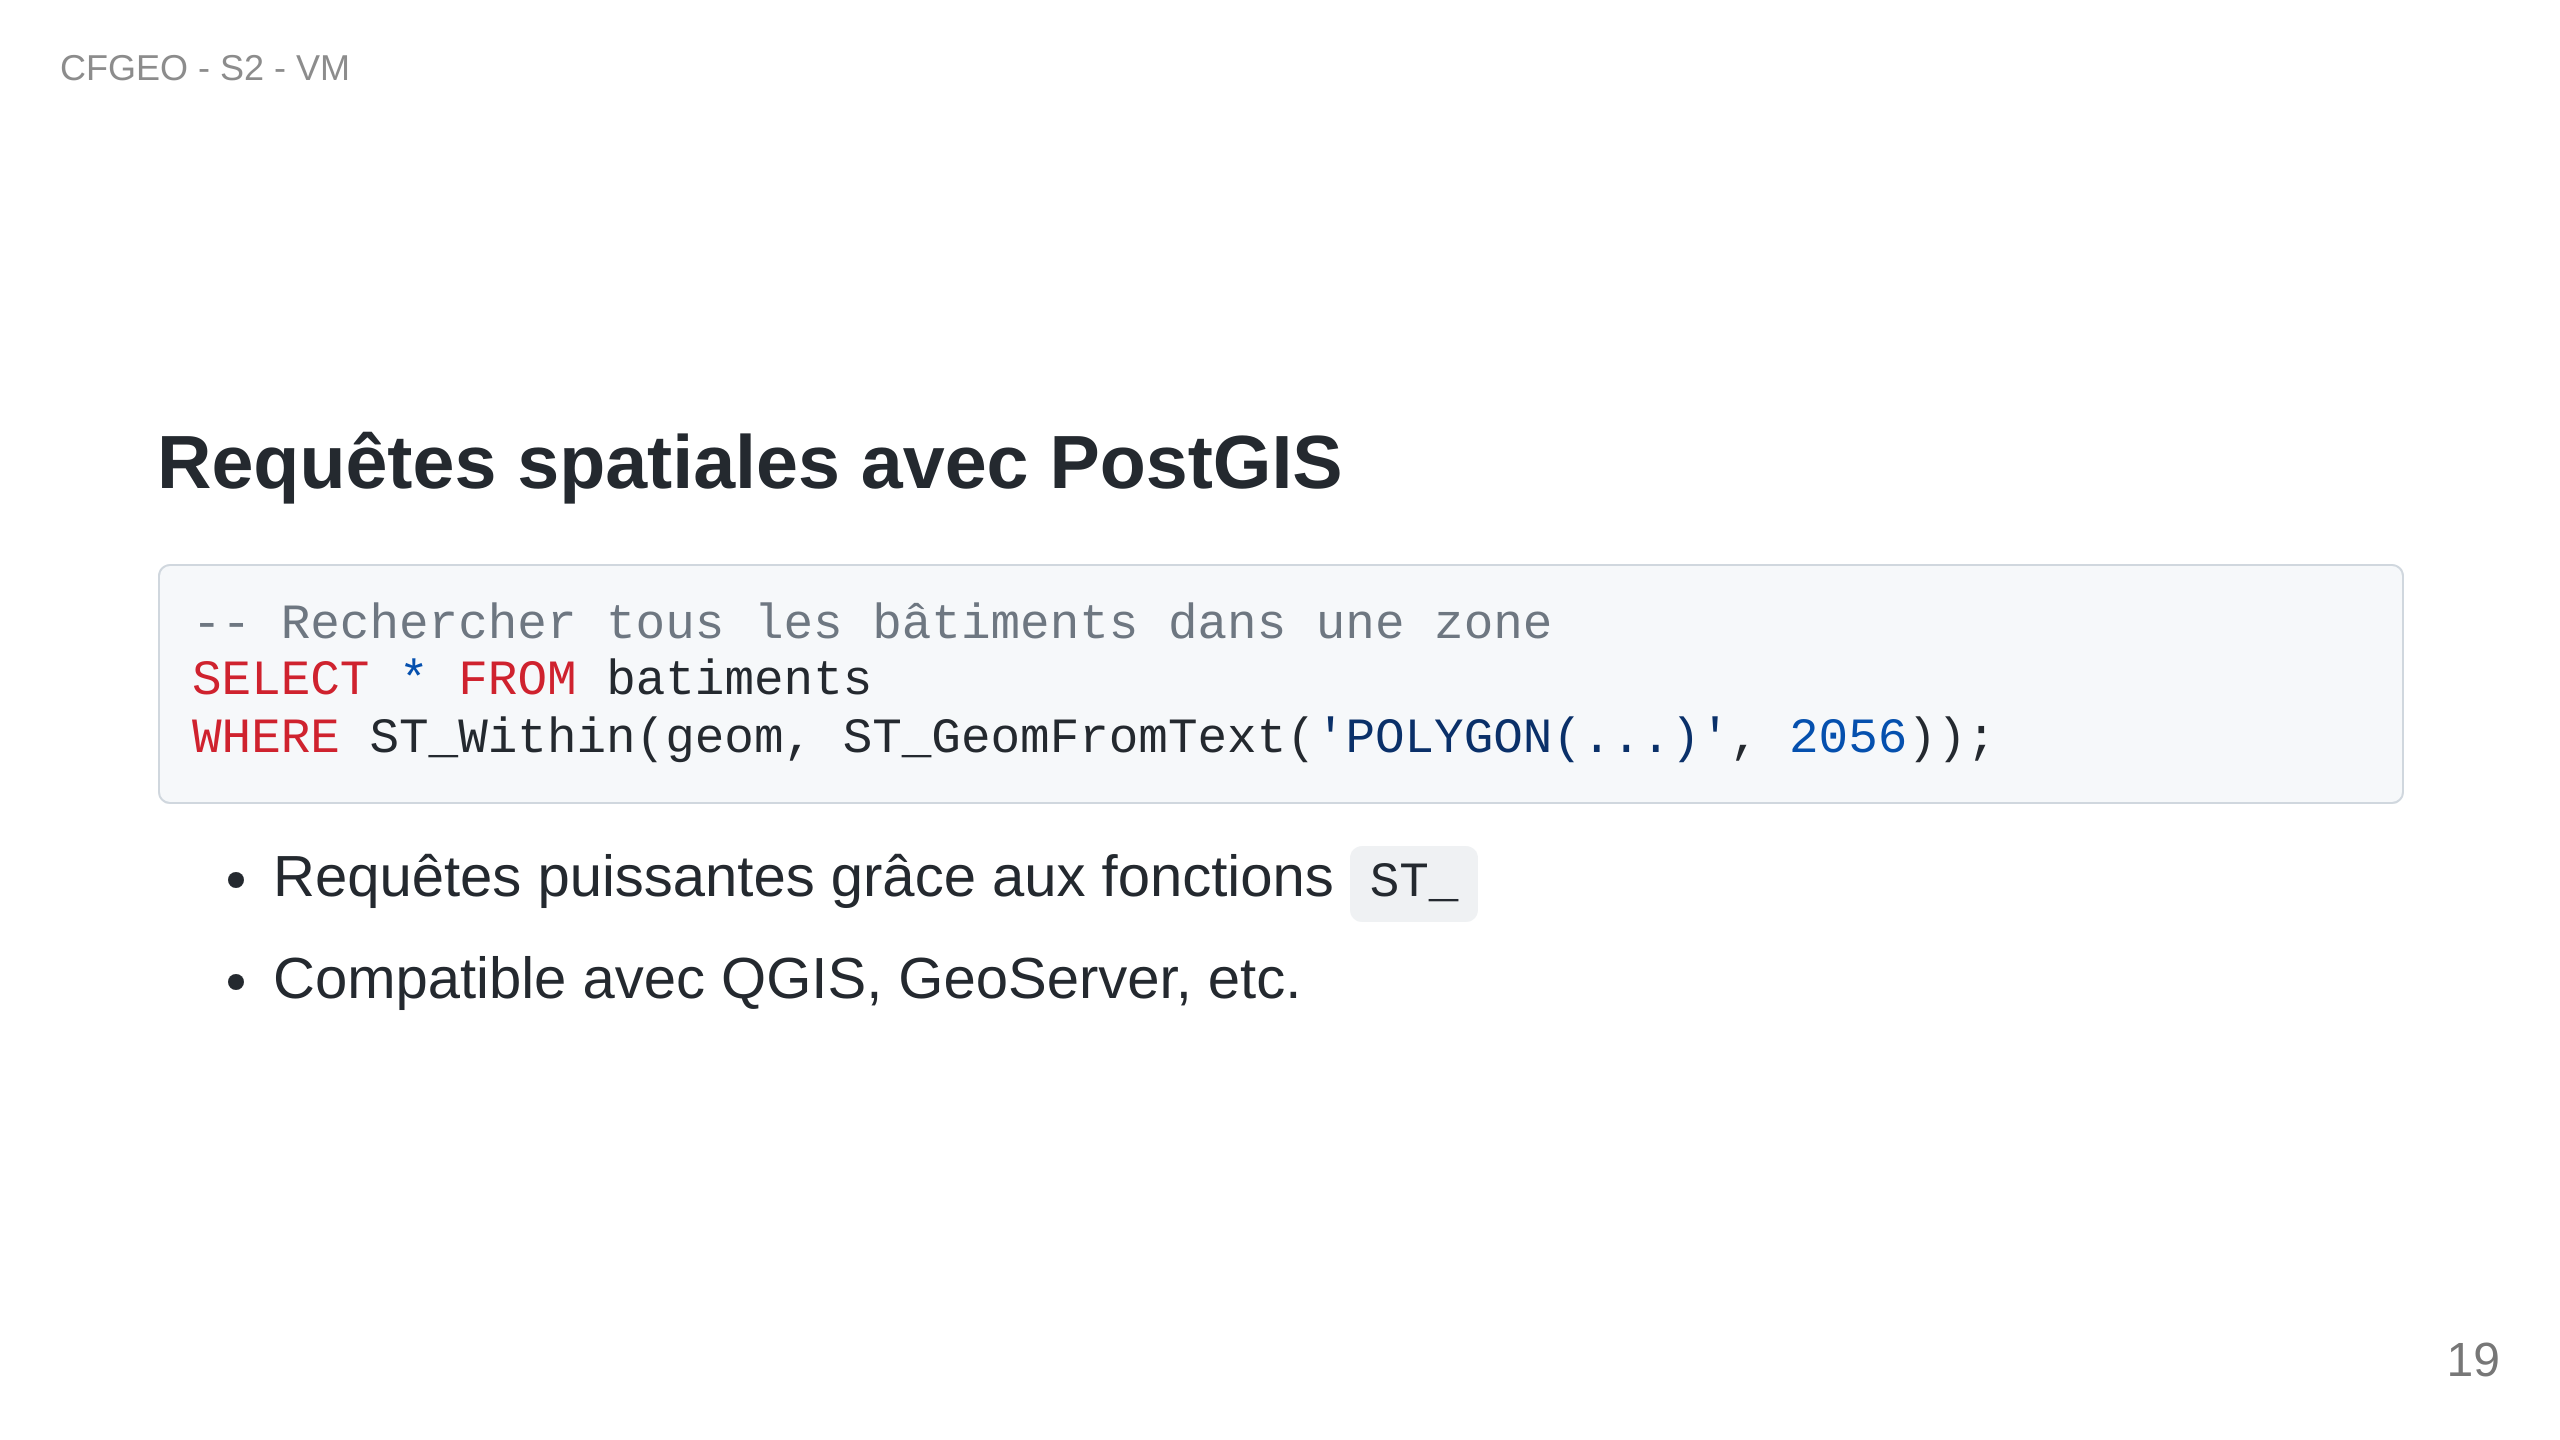 CFGEO - S2 - VM
Requêtes spatiales avec PostGIS
-- Rechercher tous les bâtiments dans une zone
SELECT * FROM batiments
WHERE ST_Within(geom, ST_GeomFromText('POLYGON(...)', 2056));
• Requêtes puissantes grâce aux fonctions ST_
• Compatible avec QGIS, GeoServer, etc.
19